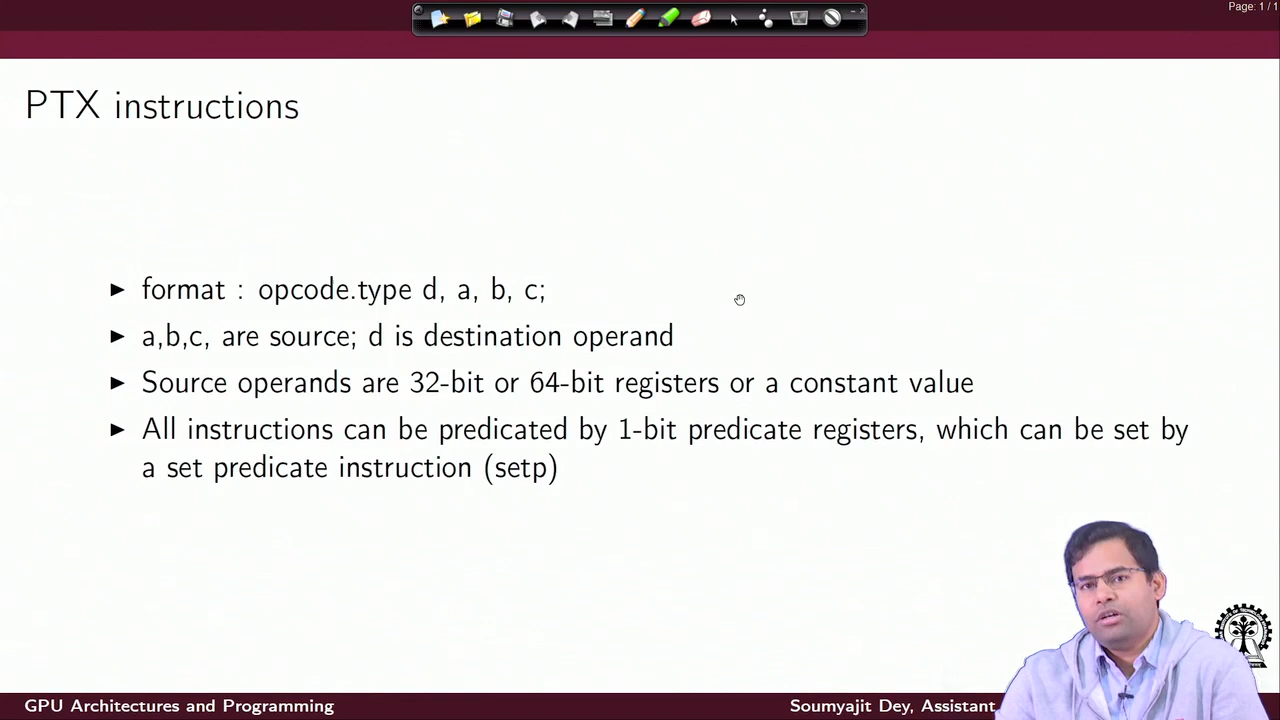 Page: 1 / 1
PTX instructions
► format : opcode.type d, a, b, c;
► a,b,c, are source; d is destination operand
► Source operands are 32-bit or 64-bit registers or a constant value
► All instructions can be predicated by 1-bit predicate registers, which can be set by
a set predicate instruction (setp)
GPU Architectures and Programming
Soumyajit Dey, Assistant